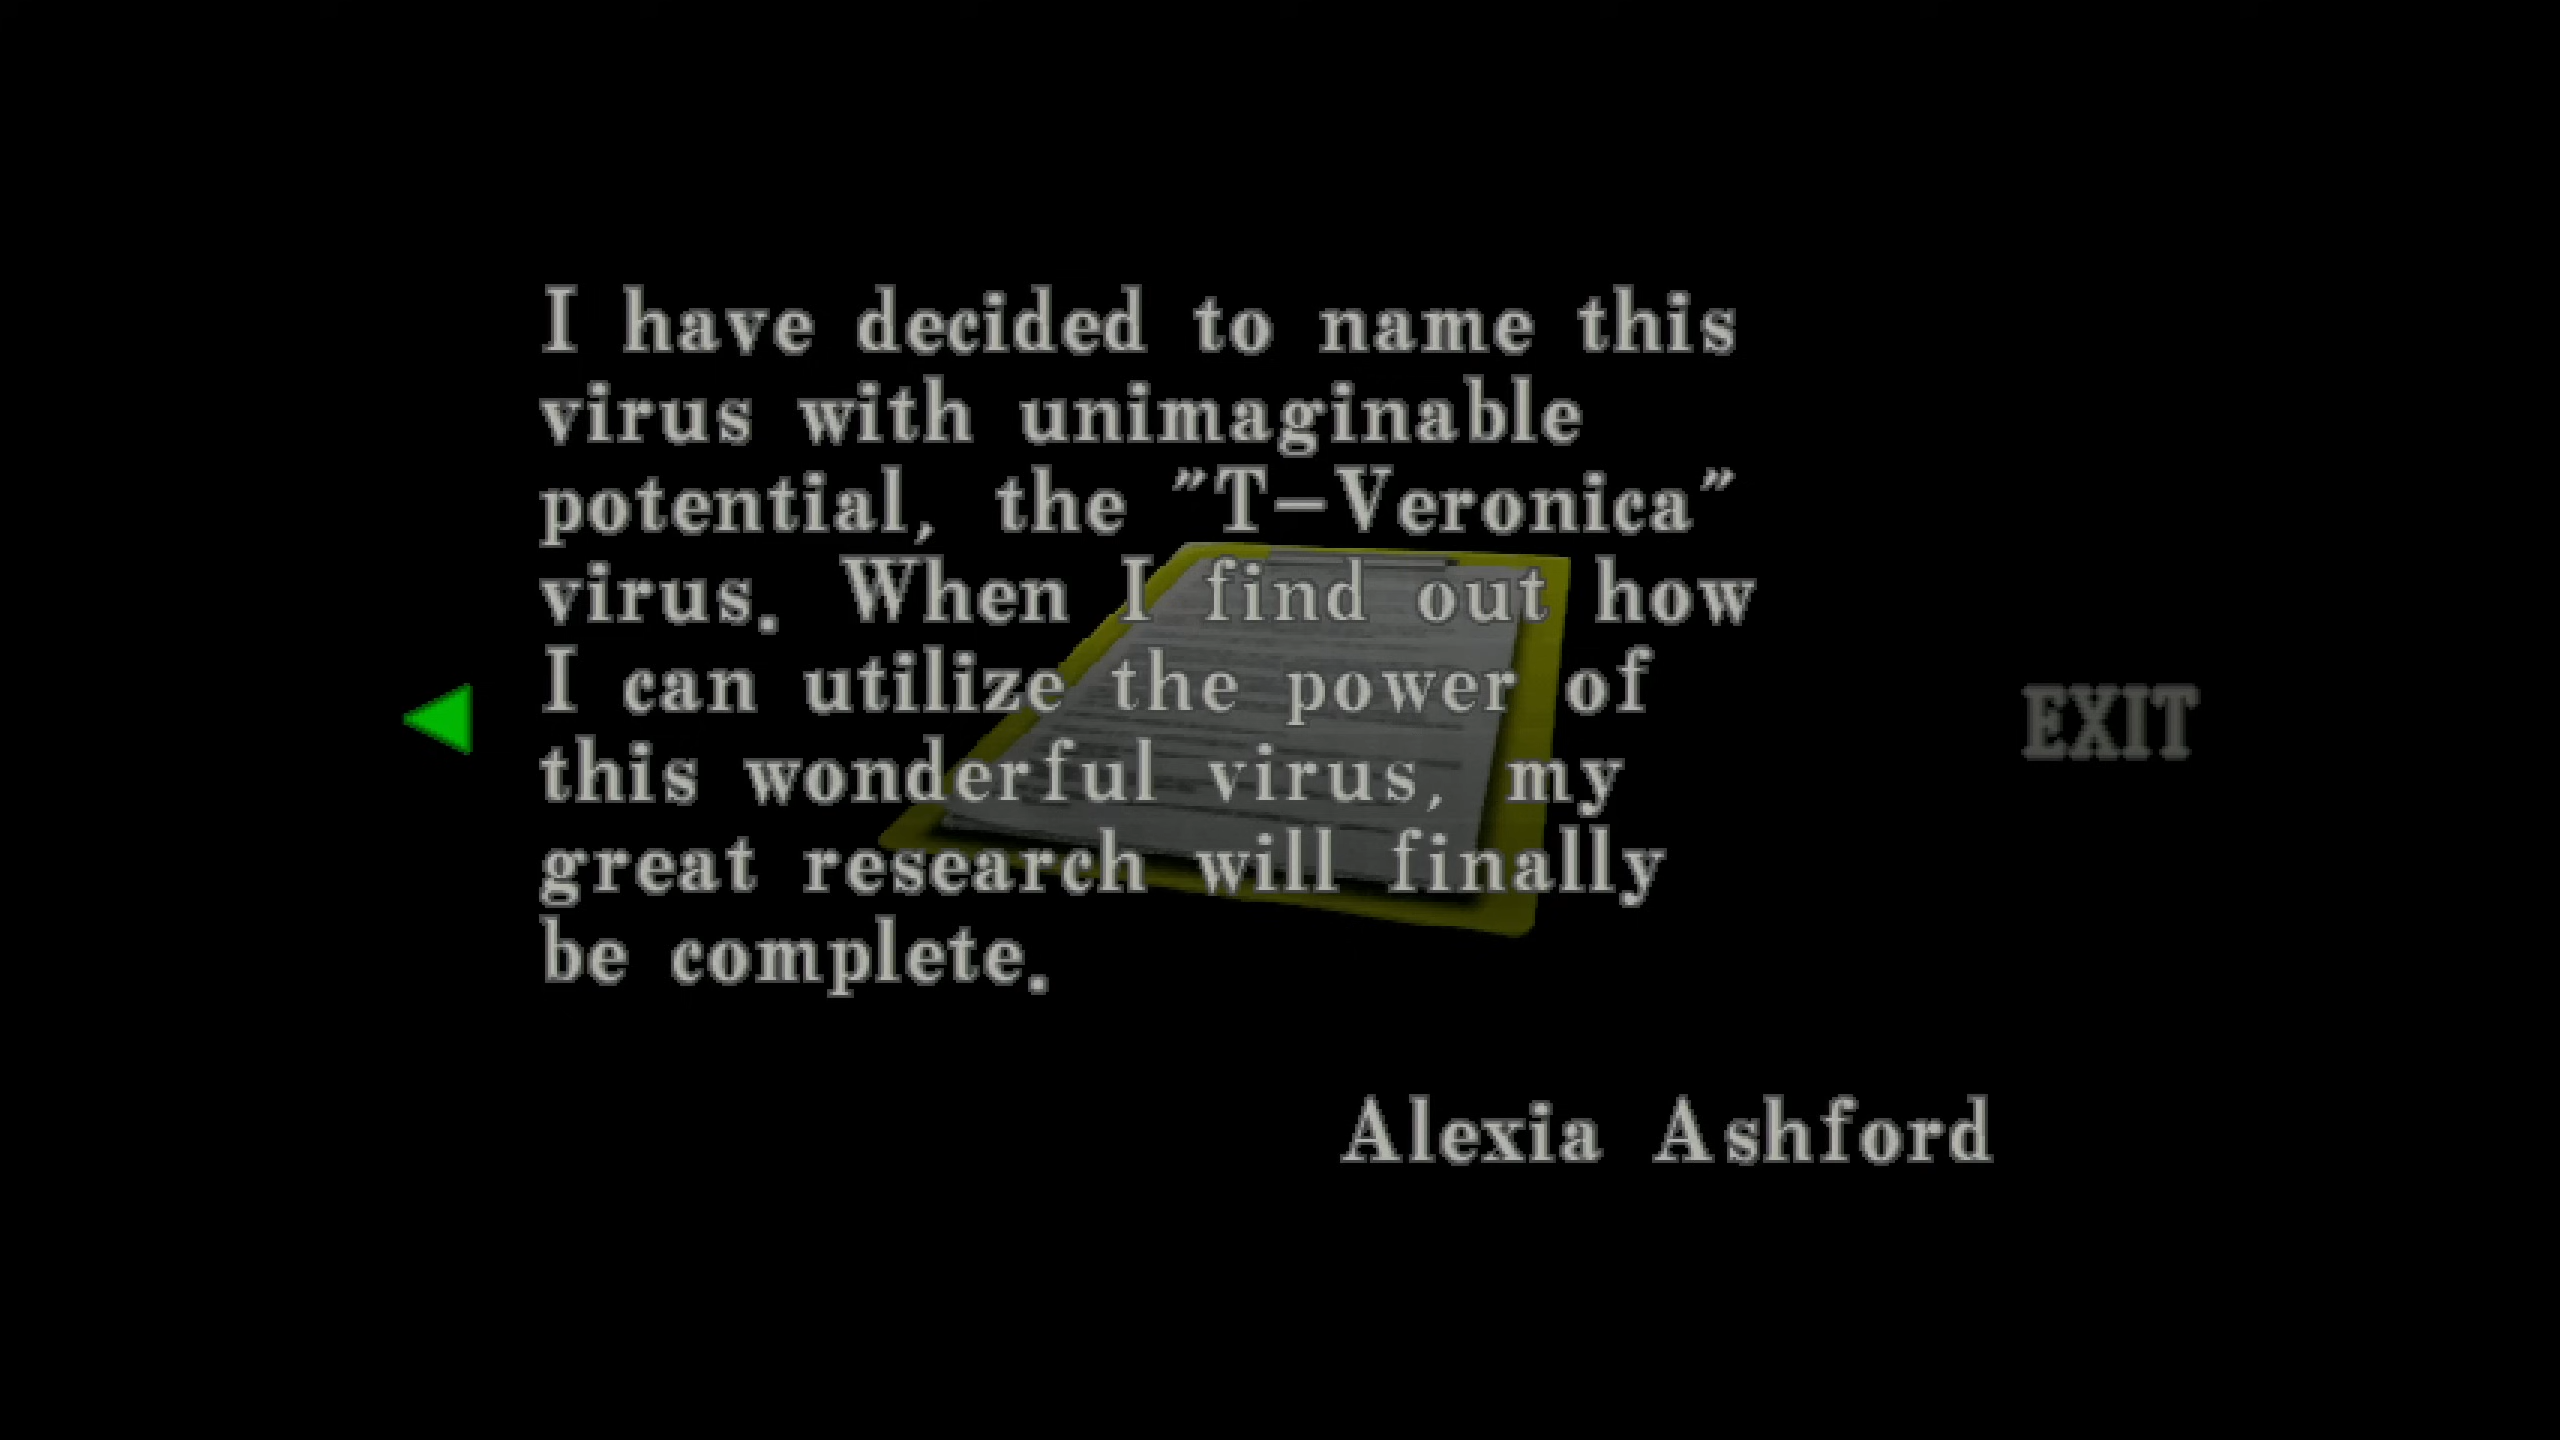 I have decided to name this
virus with unimaginable
potential, the "T-Veronica"
virus. When I find out how
I can utilize the power of
this wonderful virus, my
great research will finally
be complete.
EXIT
Alexia Ashford